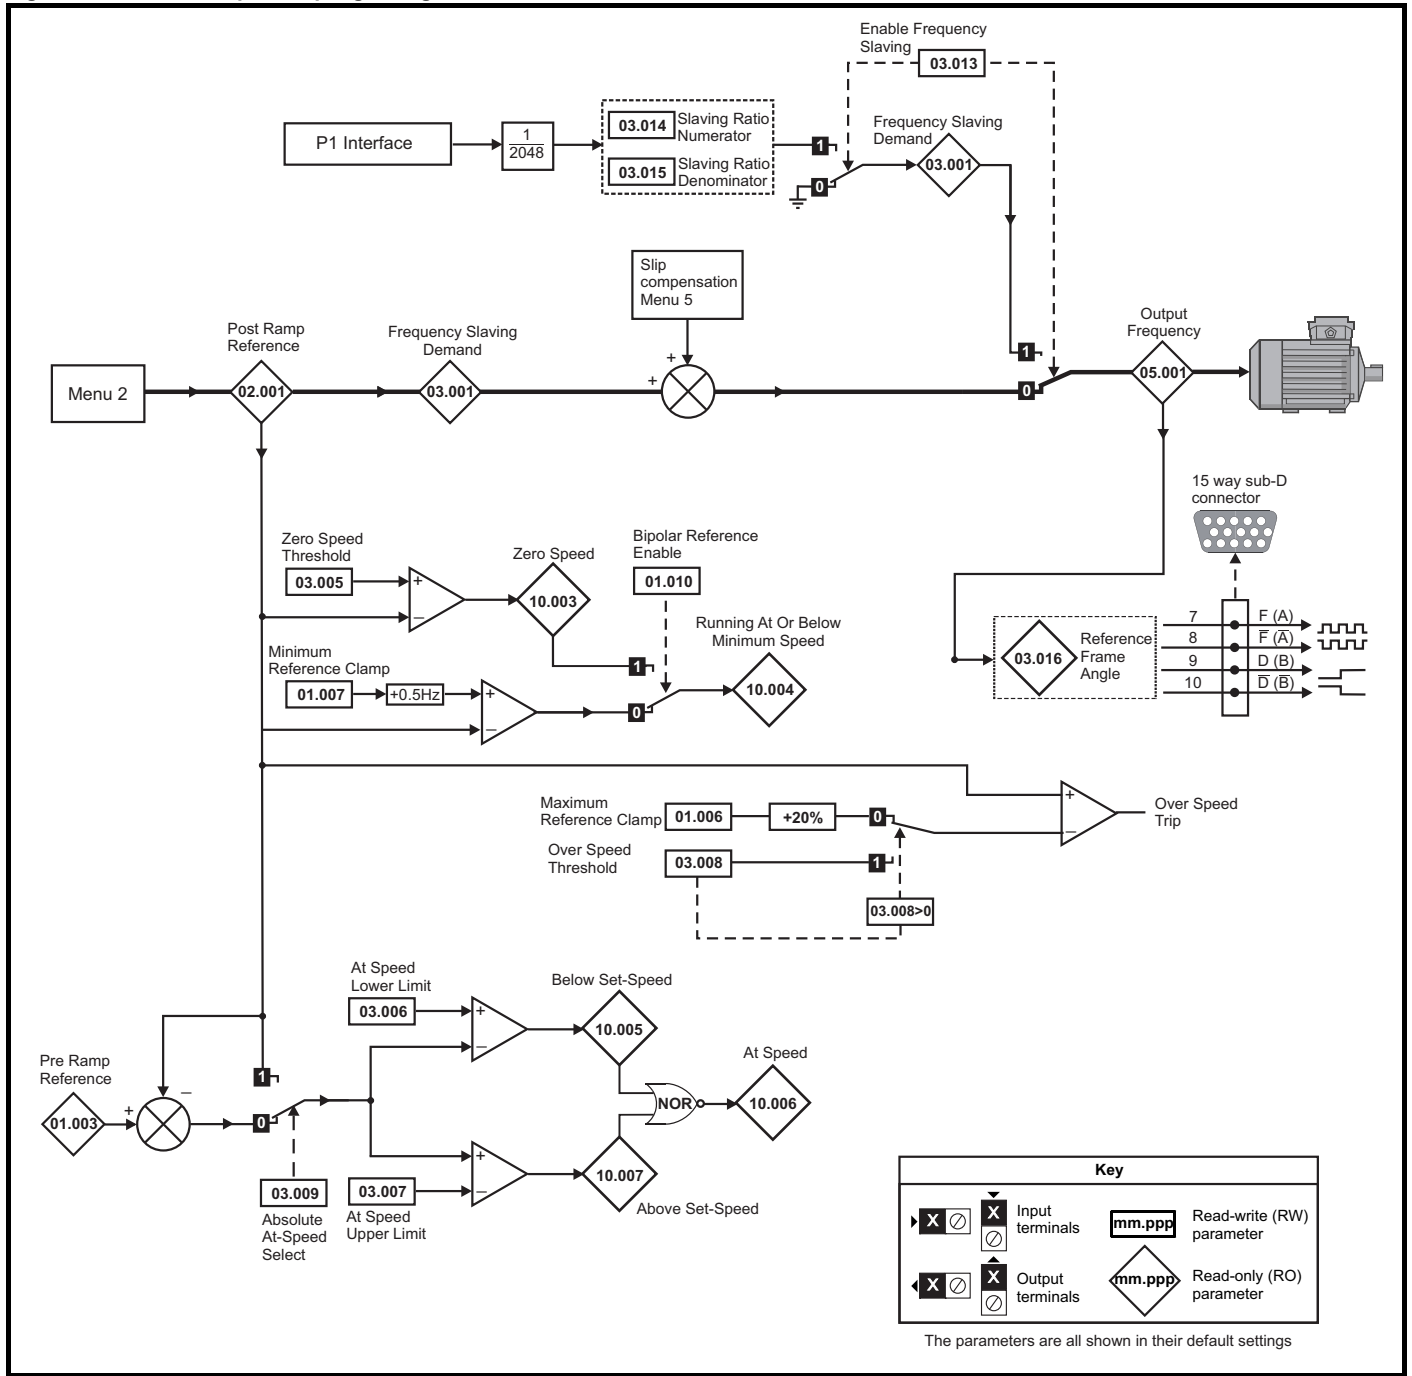 Enable Frequency
Slaving
03.013
P1 Interface
1
2048
03.014
Slaving Ratio
Numerator
03.015
Slaving Ratio
Denominator
1
0
Frequency Slaving
Demand
03.001
Slip
compensation
Menu 5
Menu 2
Post Ramp
Reference
02.001
Frequency Slaving
Demand
03.001
+
+
1
0
Output
Frequency
05.001
15 way sub-D
connector
Zero Speed
Threshold
03.005
+
–
Zero Speed
10.003
Bipolar Reference
Enable
01.010
Minimum
Reference Clamp
01.007
+0.5Hz
+
–
1
0
Running At Or Below
Minimum Speed
10.004
03.016
Reference
Frame
Angle
7
F (A)
8
F̅ (A̅)
9
D (B)
10
D̅ (B̅)
Maximum
Reference Clamp
01.006
+20%
0
Over Speed
Threshold
03.008
1
03.008>0
+
–
Over Speed
Trip
At Speed
Lower Limit
03.006
+
–
Below Set-Speed
10.005
Pre Ramp
Reference
01.003
+
–
1
0
03.009
Absolute
At-Speed
Select
03.007
At Speed
Upper Limit
+
–
10.007
Above Set-Speed
NOR
At Speed
10.006
Key
X
X
Input
terminals
mm.ppp
Read-write (RW)
parameter
X
X
Output
terminals
mm.ppp
Read-only (RO)
parameter
The parameters are all shown in their default settings